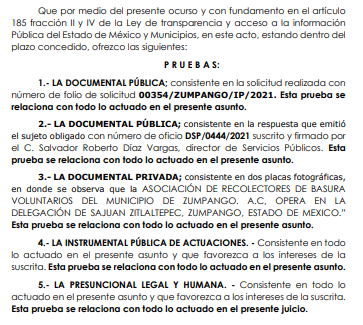 Que por medio del presente ocurso y con fundamento en el artículo
185 fracción II y IV de la Ley de transparencia y acceso a la información
Pública del Estado de México y Municipios, en este acto, estando dentro del
plazo concedido, ofrezco las siguientes:
P R U E B A S:
1.- LA DOCUMENTAL PÚBLICA; consistente en la solicitud realizada con
número de folio de solicitud 00354/ZUMPANGO/IP/2021. Esta prueba se
relaciona con todo lo actuado en el presente asunto.
2.- LA DOCUMENTAL PÚBLICA; consistente en la respuesta que emitió
el sujeto obligado con número de oficio DSP/0444/2021 suscrito y firmado por
el C. Salvador Roberto Díaz Vargas, director de Servicios Públicos. Esta
prueba se relaciona con todo lo actuado en el presente asunto.
3.- LA DOCUMENTAL PRIVADA; consistente en dos placas fotográficas,
en donde se observa que la ASOCIACIÓN DE RECOLECTORES DE BASURA
VOLUNTARIOS DEL MUNICIPIO DE ZUMPANGO. A.C, OPERA EN LA
DELEGACIÓN DE SAJUAN ZITLALTEPEC, ZUMPANGO, ESTADO DE MEXICO."
Esta prueba se relaciona con todo lo actuado en el presente asunto.
4.- LA INSTRUMENTAL PÚBLICA DE ACTUACIONES. - Consistente en todo
lo actuado en el presente asunto y que favorezca a los intereses de la
suscrita. Esta prueba se relaciona con todo lo actuado en el presente asunto.
5.- LA PRESUNCIONAL LEGAL Y HUMANA. - Consistente en todo lo
actuado en el presente asunto y que favorezca a los intereses de la suscrita.
Esta prueba se relaciona con todo lo actuado en el presente juicio.